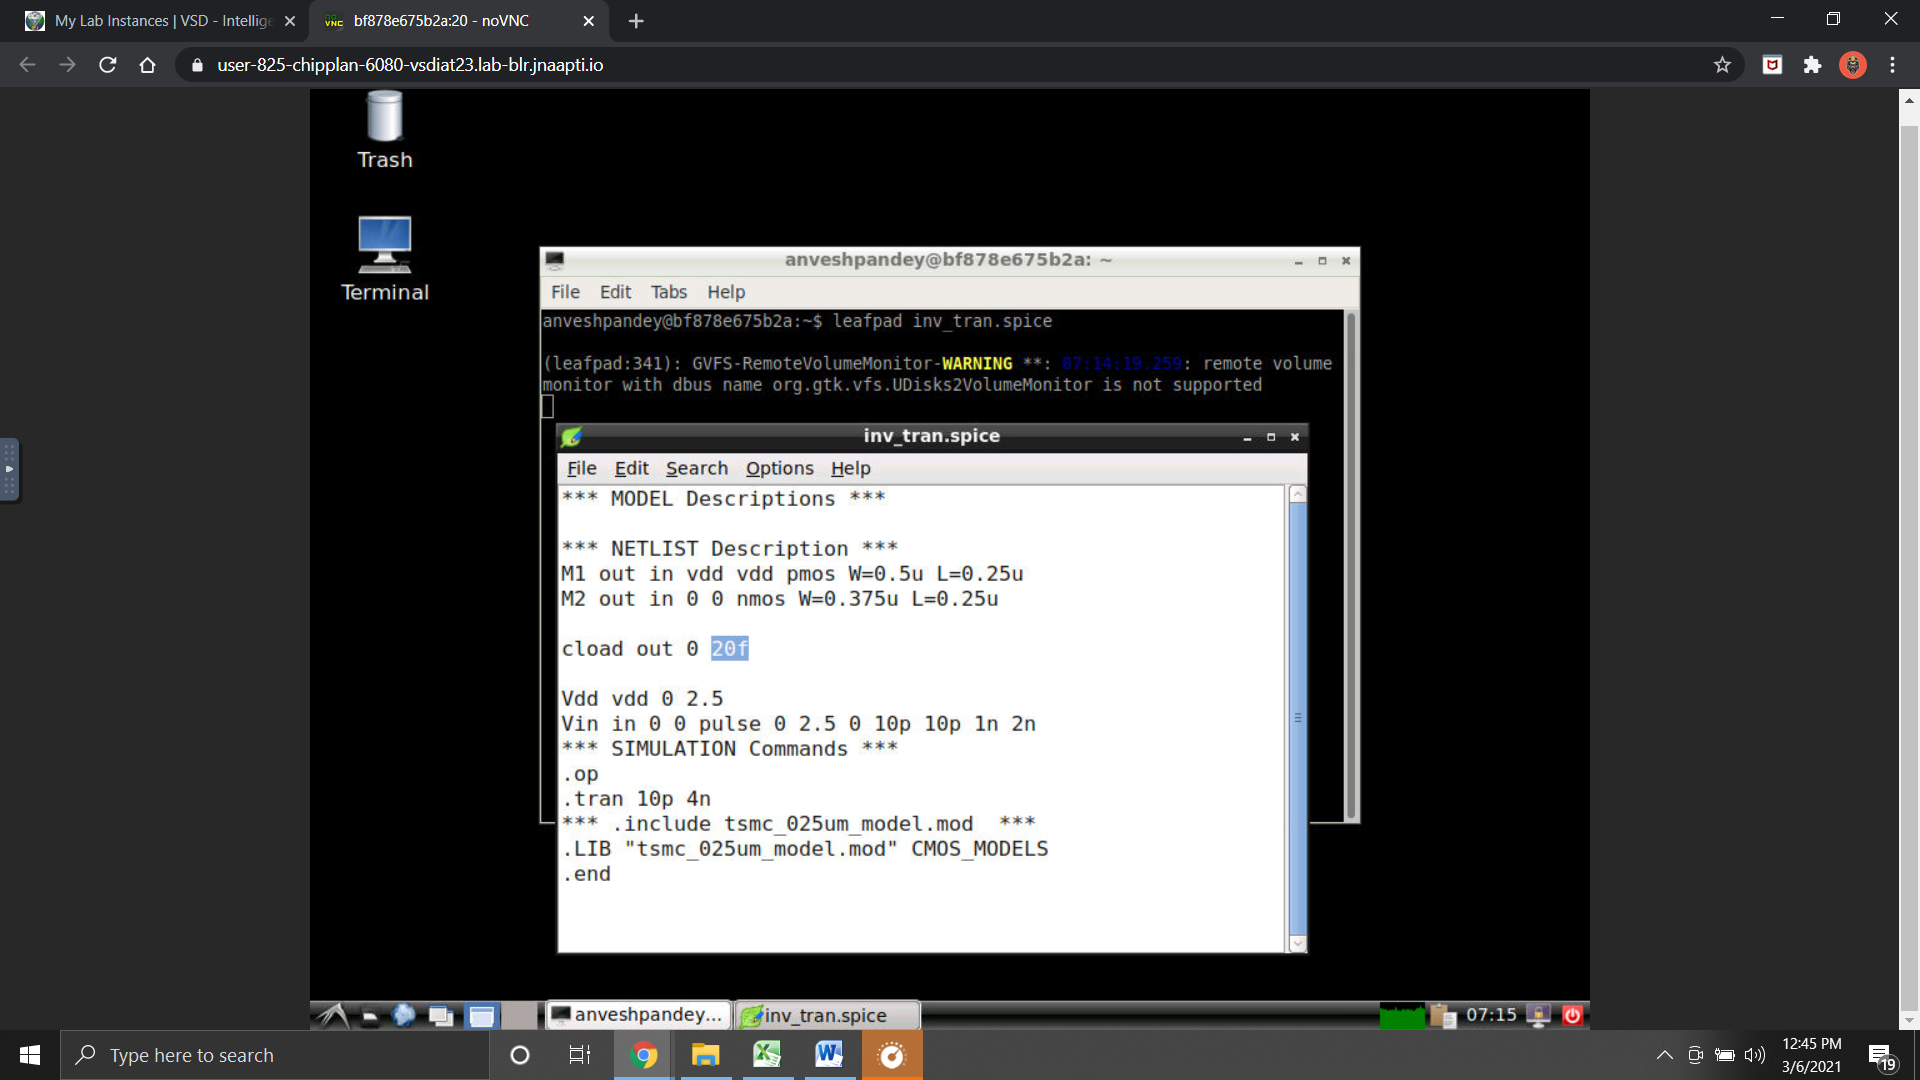 My Lab Instances | VSD - Intellige
bf878e675b2a:20 - noVNC
user-825-chipplan-6080-vsdiat23.lab-blr.jnaapti.io
Trash
Terminal
anveshpandey@bf878e675b2a: ~
File Edit Tabs Help
anveshpandey@bf878e675b2a:~$ leafpad inv_tran.spice
(leafpad:341): GVFS-RemoteVolumeMonitor-WARNING **: 07:14:19.259: remote volume
monitor with dbus name org.gtk.vfs.UDisks2VolumeMonitor is not supported
inv_tran.spice
File Edit Search Options Help
*** MODEL Descriptions ***
*** NETLIST Description ***
M1 out in vdd vdd pmos W=0.5u L=0.25u
M2 out in 0 0 nmos W=0.375u L=0.25u
cload out 0 20f
Vdd vdd 0 2.5
Vin in 0 0 pulse 0 2.5 0 10p 10p 1n 2n
*** SIMULATION Commands ***
.op
.tran 10p 4n
*** .include tsmc_025um_model.mod  ***
.LIB "tsmc_025um_model.mod" CMOS_MODELS
.end
anveshpandey...
inv_tran.spice
07:15
Type here to search
12:45 PM
3/6/2021
19